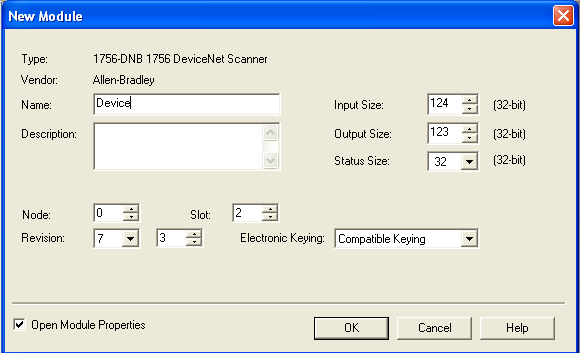 New Module
Type: 1756-DNB 1756 DeviceNet Scanner
Vendor: Allen-Bradley
Name: Device Input Size: 124 (32-bit)
Description: Output Size: 123 (32-bit)
Status Size: 32 (32-bit)
Node: 0 Slot: 2
Revision: 7 3 Electronic Keying: Compatible Keying
Open Module Properties OK Cancel Help